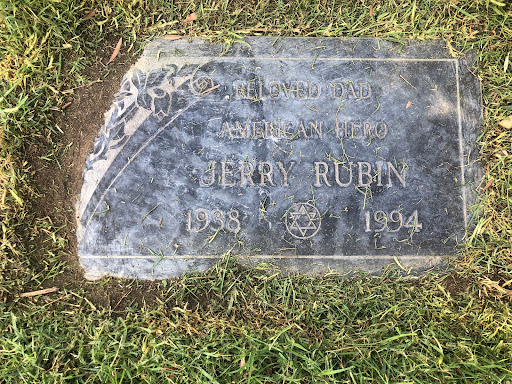 BELOVED DAD
AMERICAN HERO
JERRY RUBIN
1938 1994